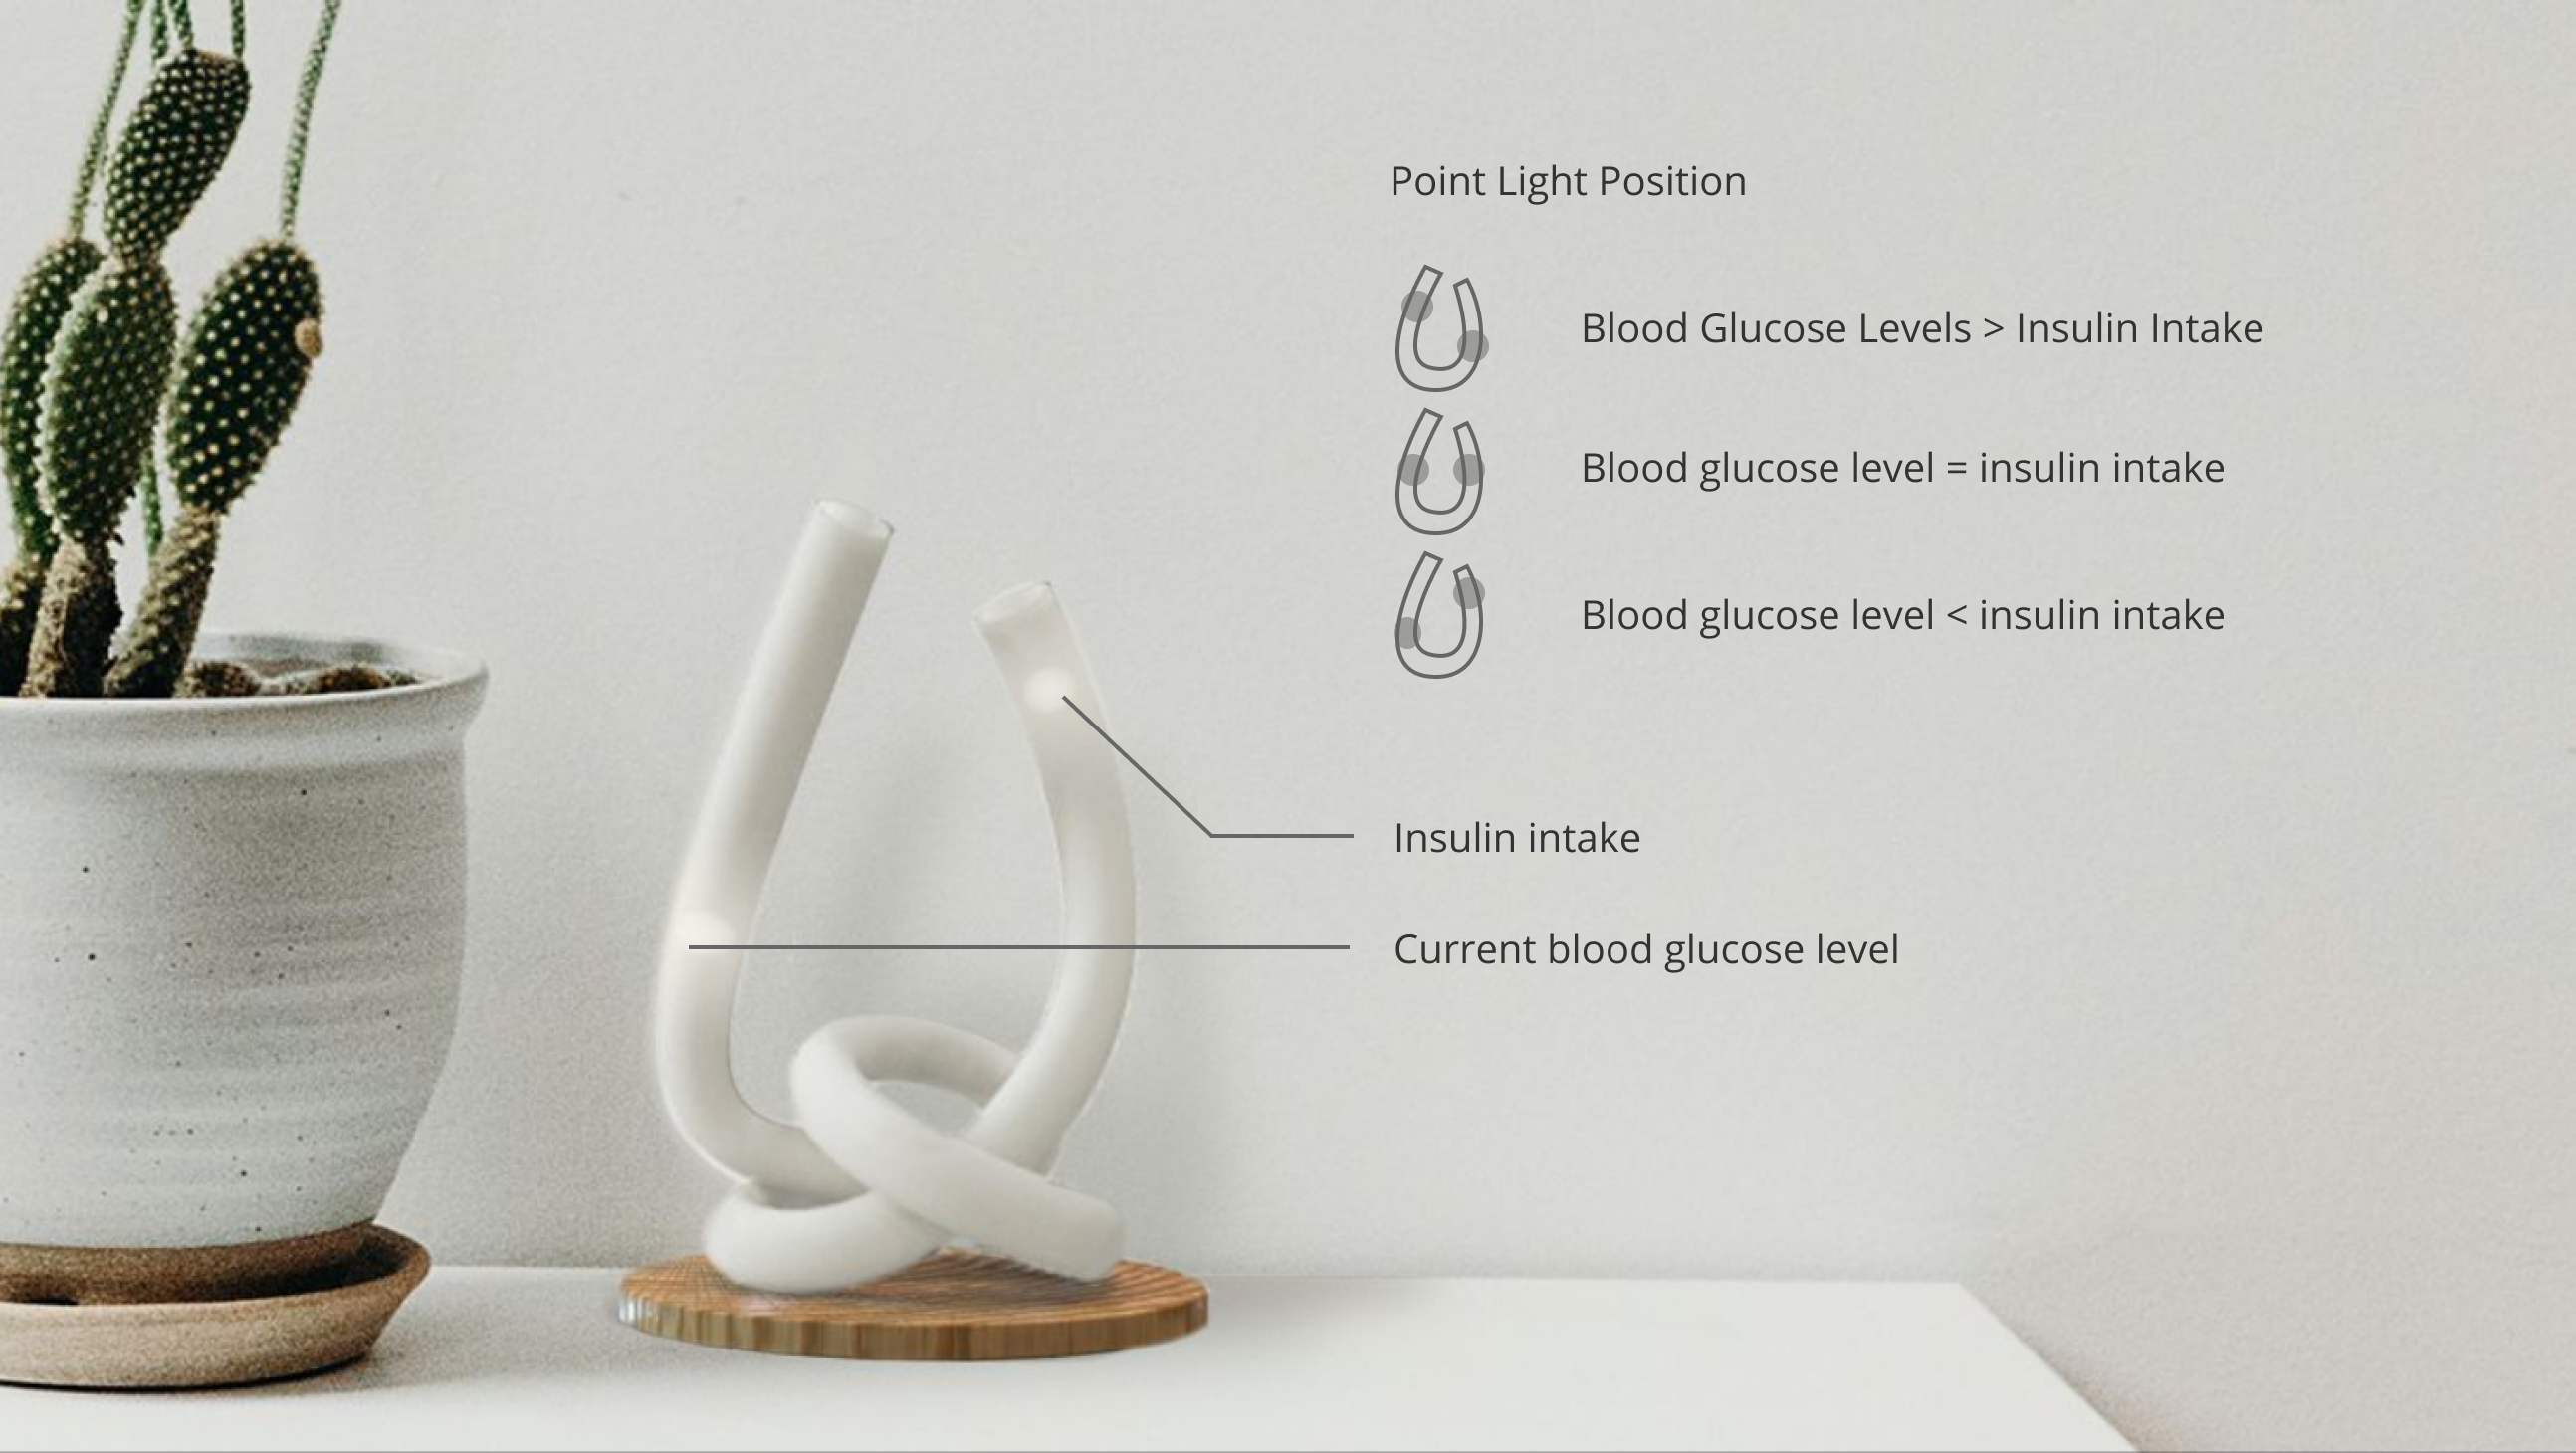 Point Light Position
Blood Glucose Levels > Insulin Intake
Blood glucose level = insulin intake
Blood glucose level < insulin intake
Insulin intake
Current blood glucose level